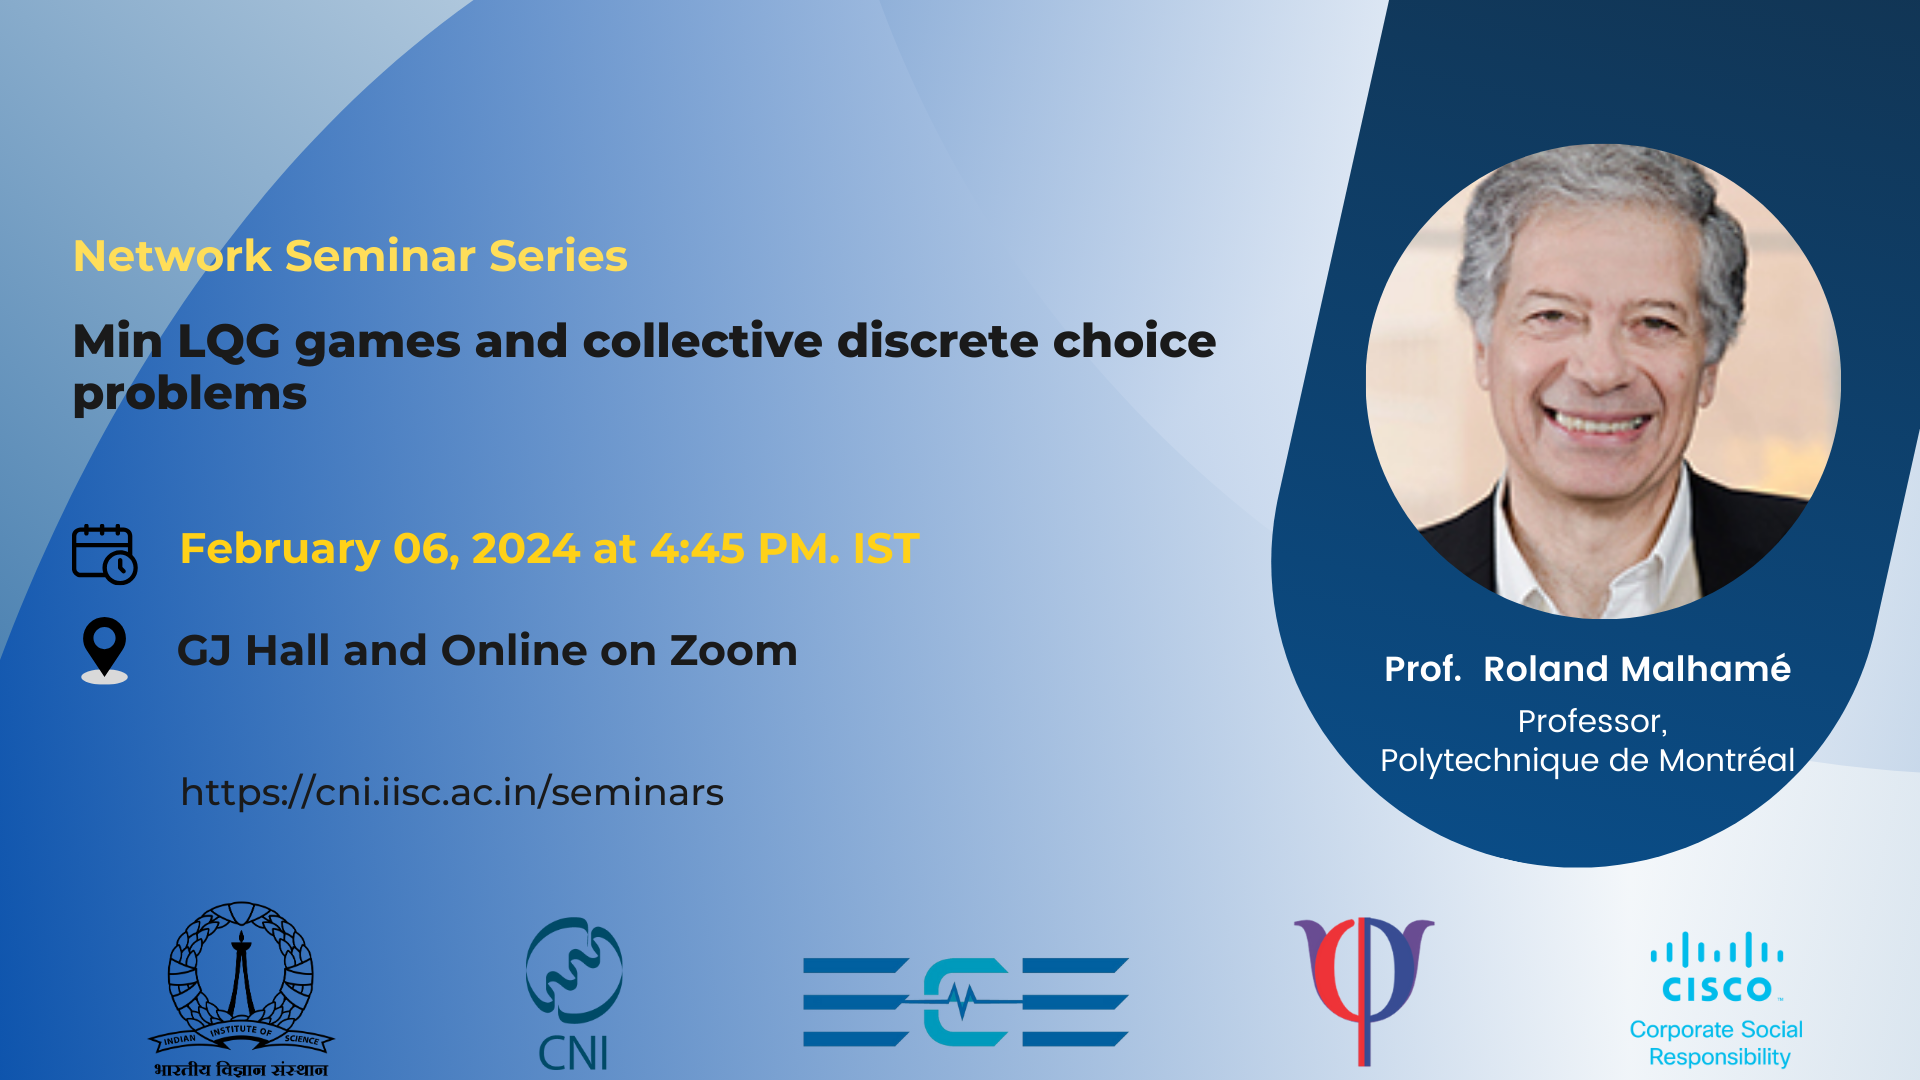 Network Seminar Series
Min LQG games and collective discrete choice
problems
February 06, 2024 at 4:45 PM. IST
GJ Hall and Online on Zoom
https://cni.iisc.ac.in/seminars
Prof. Roland Malhamé
Professor,
Polytechnique de Montréal
INDIAN INSTITUTE OF SCIENCE
भारतीय विज्ञान संस्थान
CNI
ECE
CISCO
Corporate Social
Responsibility